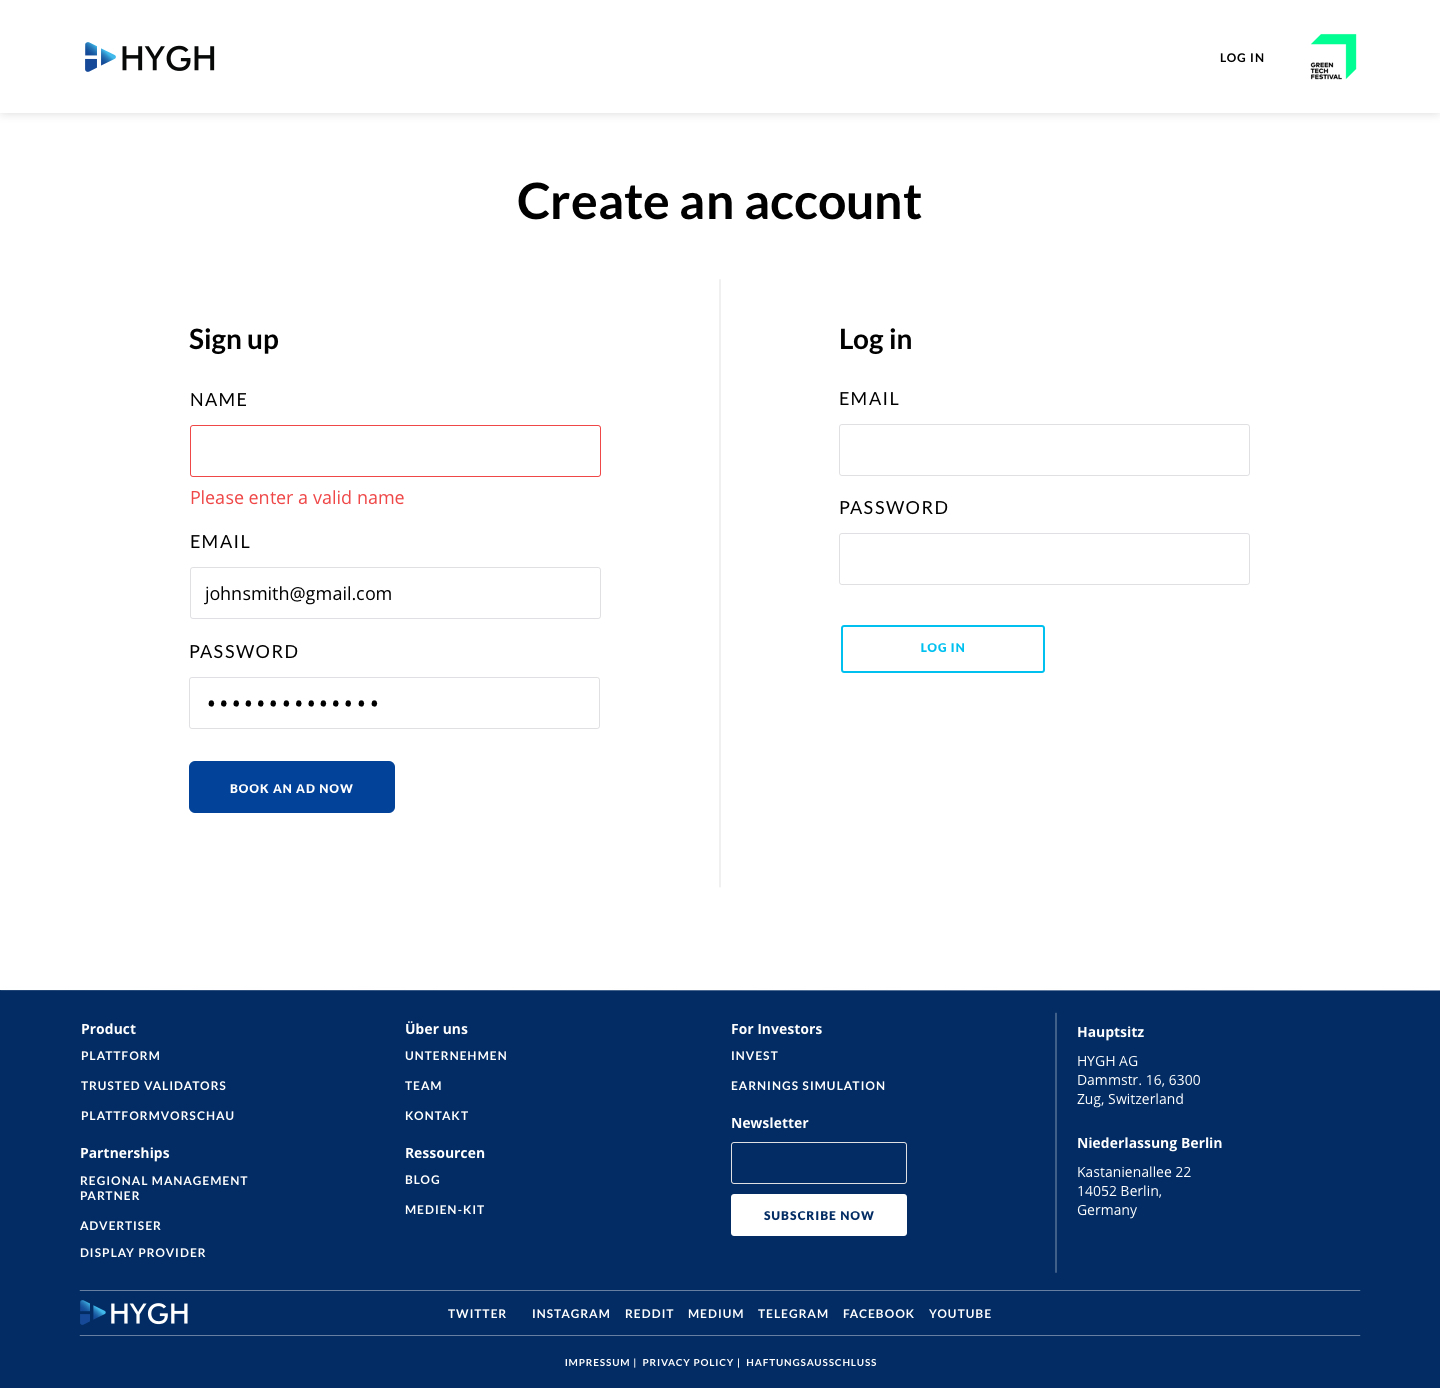 HYGH
LOG IN
GREEN
TECH
FESTIVAL
Create an account
Sign up
NAME
Please enter a valid name
EMAIL
johnsmith@gmail.com
PASSWORD
••••••••••••••
BOOK AN AD NOW
Log in
EMAIL
PASSWORD
LOG IN
Product
PLATTFORM
TRUSTED VALIDATORS
PLATTFORMVORSCHAU
Partnerships
REGIONAL MANAGEMENT
PARTNER
ADVERTISER
DISPLAY PROVIDER
Über uns
UNTERNEHMEN
TEAM
KONTAKT
Ressourcen
BLOG
MEDIEN-KIT
For Investors
INVEST
EARNINGS SIMULATION
Newsletter
SUBSCRIBE NOW
Hauptsitz
HYGH AG
Dammstr. 16, 6300
Zug, Switzerland
Niederlassung Berlin
Kastanienallee 22
14052 Berlin,
Germany
HYGH
TWITTER INSTAGRAM REDDIT MEDIUM TELEGRAM FACEBOOK YOUTUBE
IMPRESSUM | PRIVACY POLICY | HAFTUNGSAUSSCHLUSS